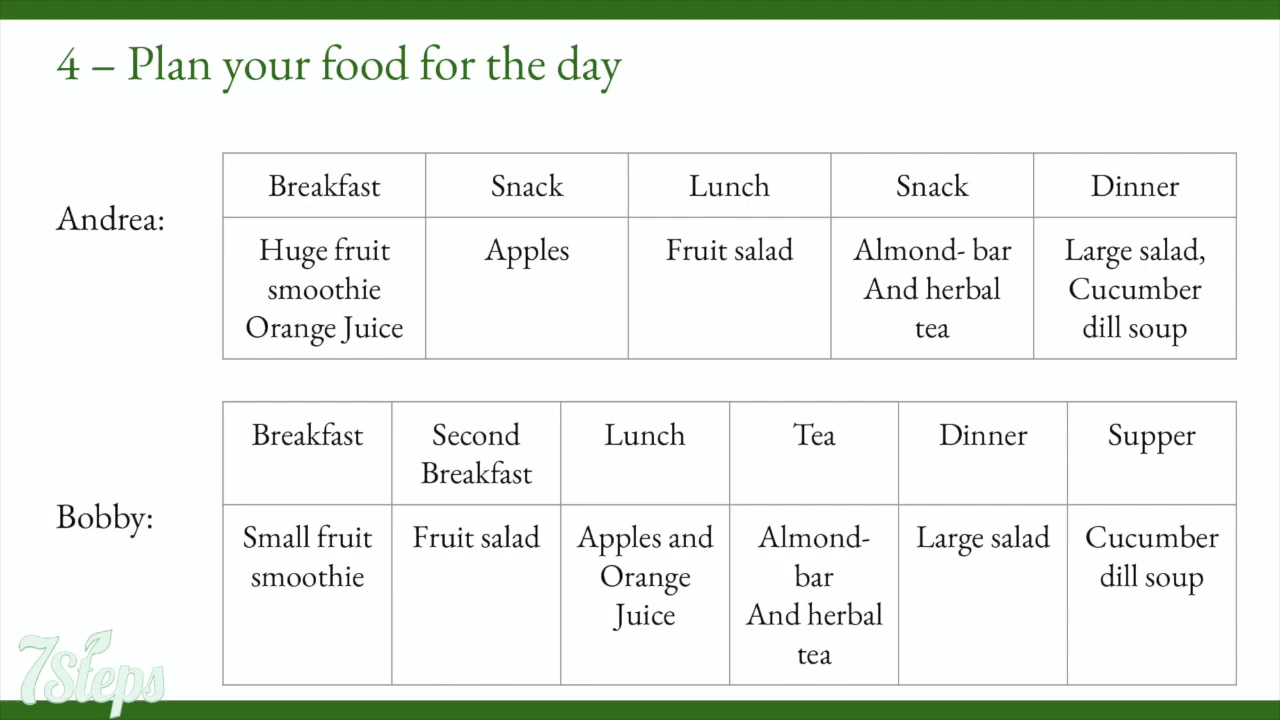 4 – Plan your food for the day
Andrea:
Breakfast
Snack
Lunch
Snack
Dinner
Huge fruit
smoothie
Orange Juice
Apples
Fruit salad
Almond- bar
And herbal
tea
Large salad,
Cucumber
dill soup
Bobby:
Breakfast
Second
Breakfast
Lunch
Tea
Dinner
Supper
Small fruit
smoothie
Fruit salad
Apples and
Orange
Juice
Almond-
bar
And herbal
tea
Large salad
Cucumber
dill soup
7Steps